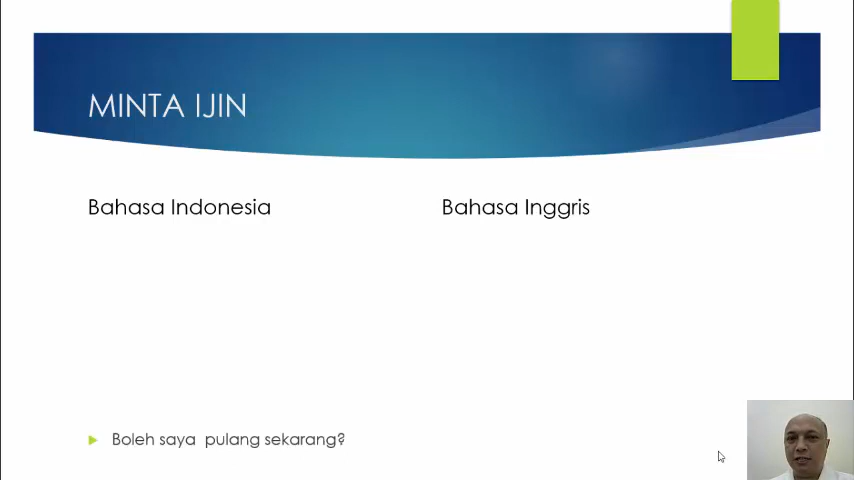 MINTA IJIN
Bahasa Indonesia
Bahasa Inggris
Boleh saya pulang sekarang?